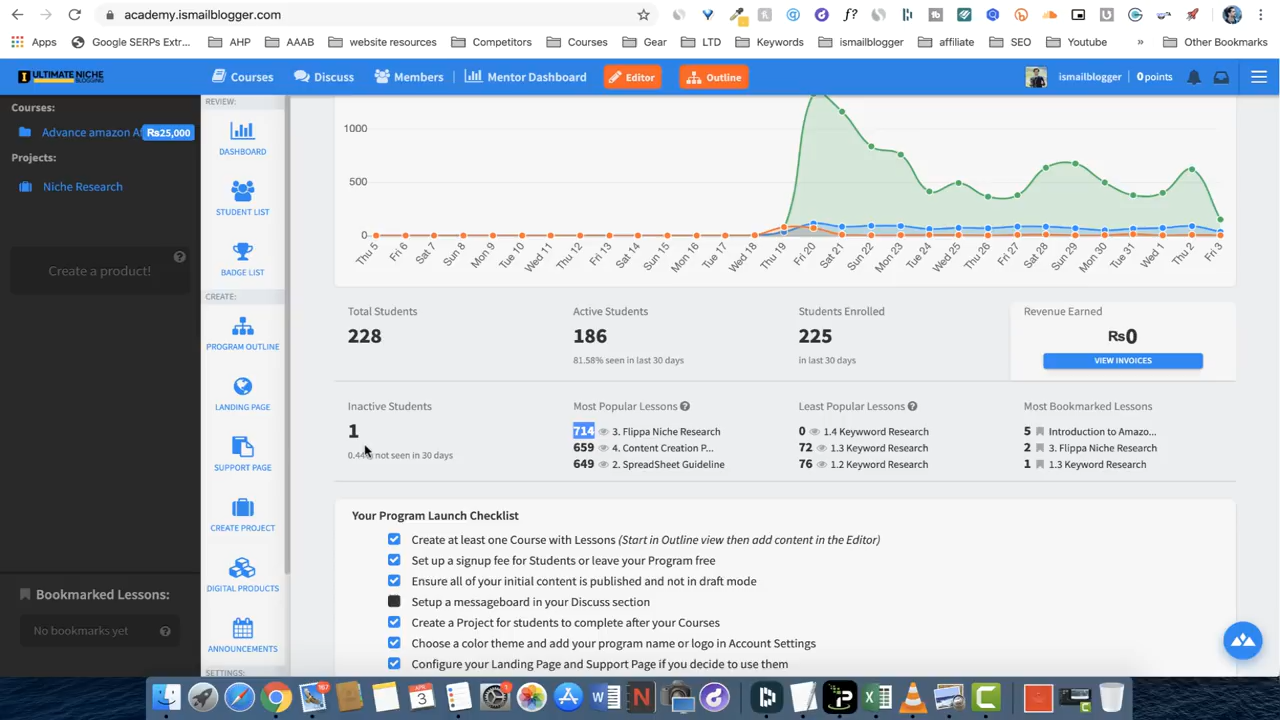 academy.ismailblogger.com
Apps Google SERPs Extr... AHP AAAB website resources Competitors Courses Gear LTD Keywords ismailblogger affiliate SEO Youtube » Other Bookmarks
ULTIMATE NICHE
BLOGGING
Courses Discuss Members Mentor Dashboard Editor Outline ismailblogger 0 points
Courses:
Advance amazon A ₨25,000
Projects:
Niche Research
Create a product!
Bookmarked Lessons:
No bookmarks yet
REVIEW:
DASHBOARD
STUDENT LIST
BADGE LIST
CREATE:
PROGRAM OUTLINE
LANDING PAGE
SUPPORT PAGE
CREATE PROJECT
DIGITAL PRODUCTS
ANNOUNCEMENTS
SETTINGS:
1000
500
0
Thu 5 Fri 6 Sat 7 Sun 8 Mon 9 Tue 10 Wed 11 Thu 12 Fri 13 Sat 14 Sun 15 Mon 16 Tue 17 Wed 18 Thu 19 Fri 20 Sat 21 Sun 22 Mon 23 Tue 24 Wed 25 Thu 26 Fri 27 Sat 28 Sun 29 Mon 30 Tue 31 Wed 1 Thu 2 Fri 3
Total Students Active Students Students Enrolled Revenue Earned
228 186 225 ₨0
81.58% seen in last 30 days in last 30 days VIEW INVOICES
Inactive Students Most Popular Lessons Least Popular Lessons Most Bookmarked Lessons
1 714 3. Flippa Niche Research 0 1.4 Keywword Research 5 Introduction to Amazo...
659 4. Content Creation P... 72 1.3 Keyword Research 2 3. Flippa Niche Research
0.44% not seen in 30 days 649 2. SpreadSheet Guideline 76 1.2 Keyword Research 1 1.3 Keyword Research
Your Program Launch Checklist
Create at least one Course with Lessons (Start in Outline view then add content in the Editor)
Set up a signup fee for Students or leave your Program free
Ensure all of your initial content is published and not in draft mode
Setup a messageboard in your Discuss section
Create a Project for students to complete after your Courses
Choose a color theme and add your program name or logo in Account Settings
Configure your Landing Page and Support Page if you decide to use them
APR
3